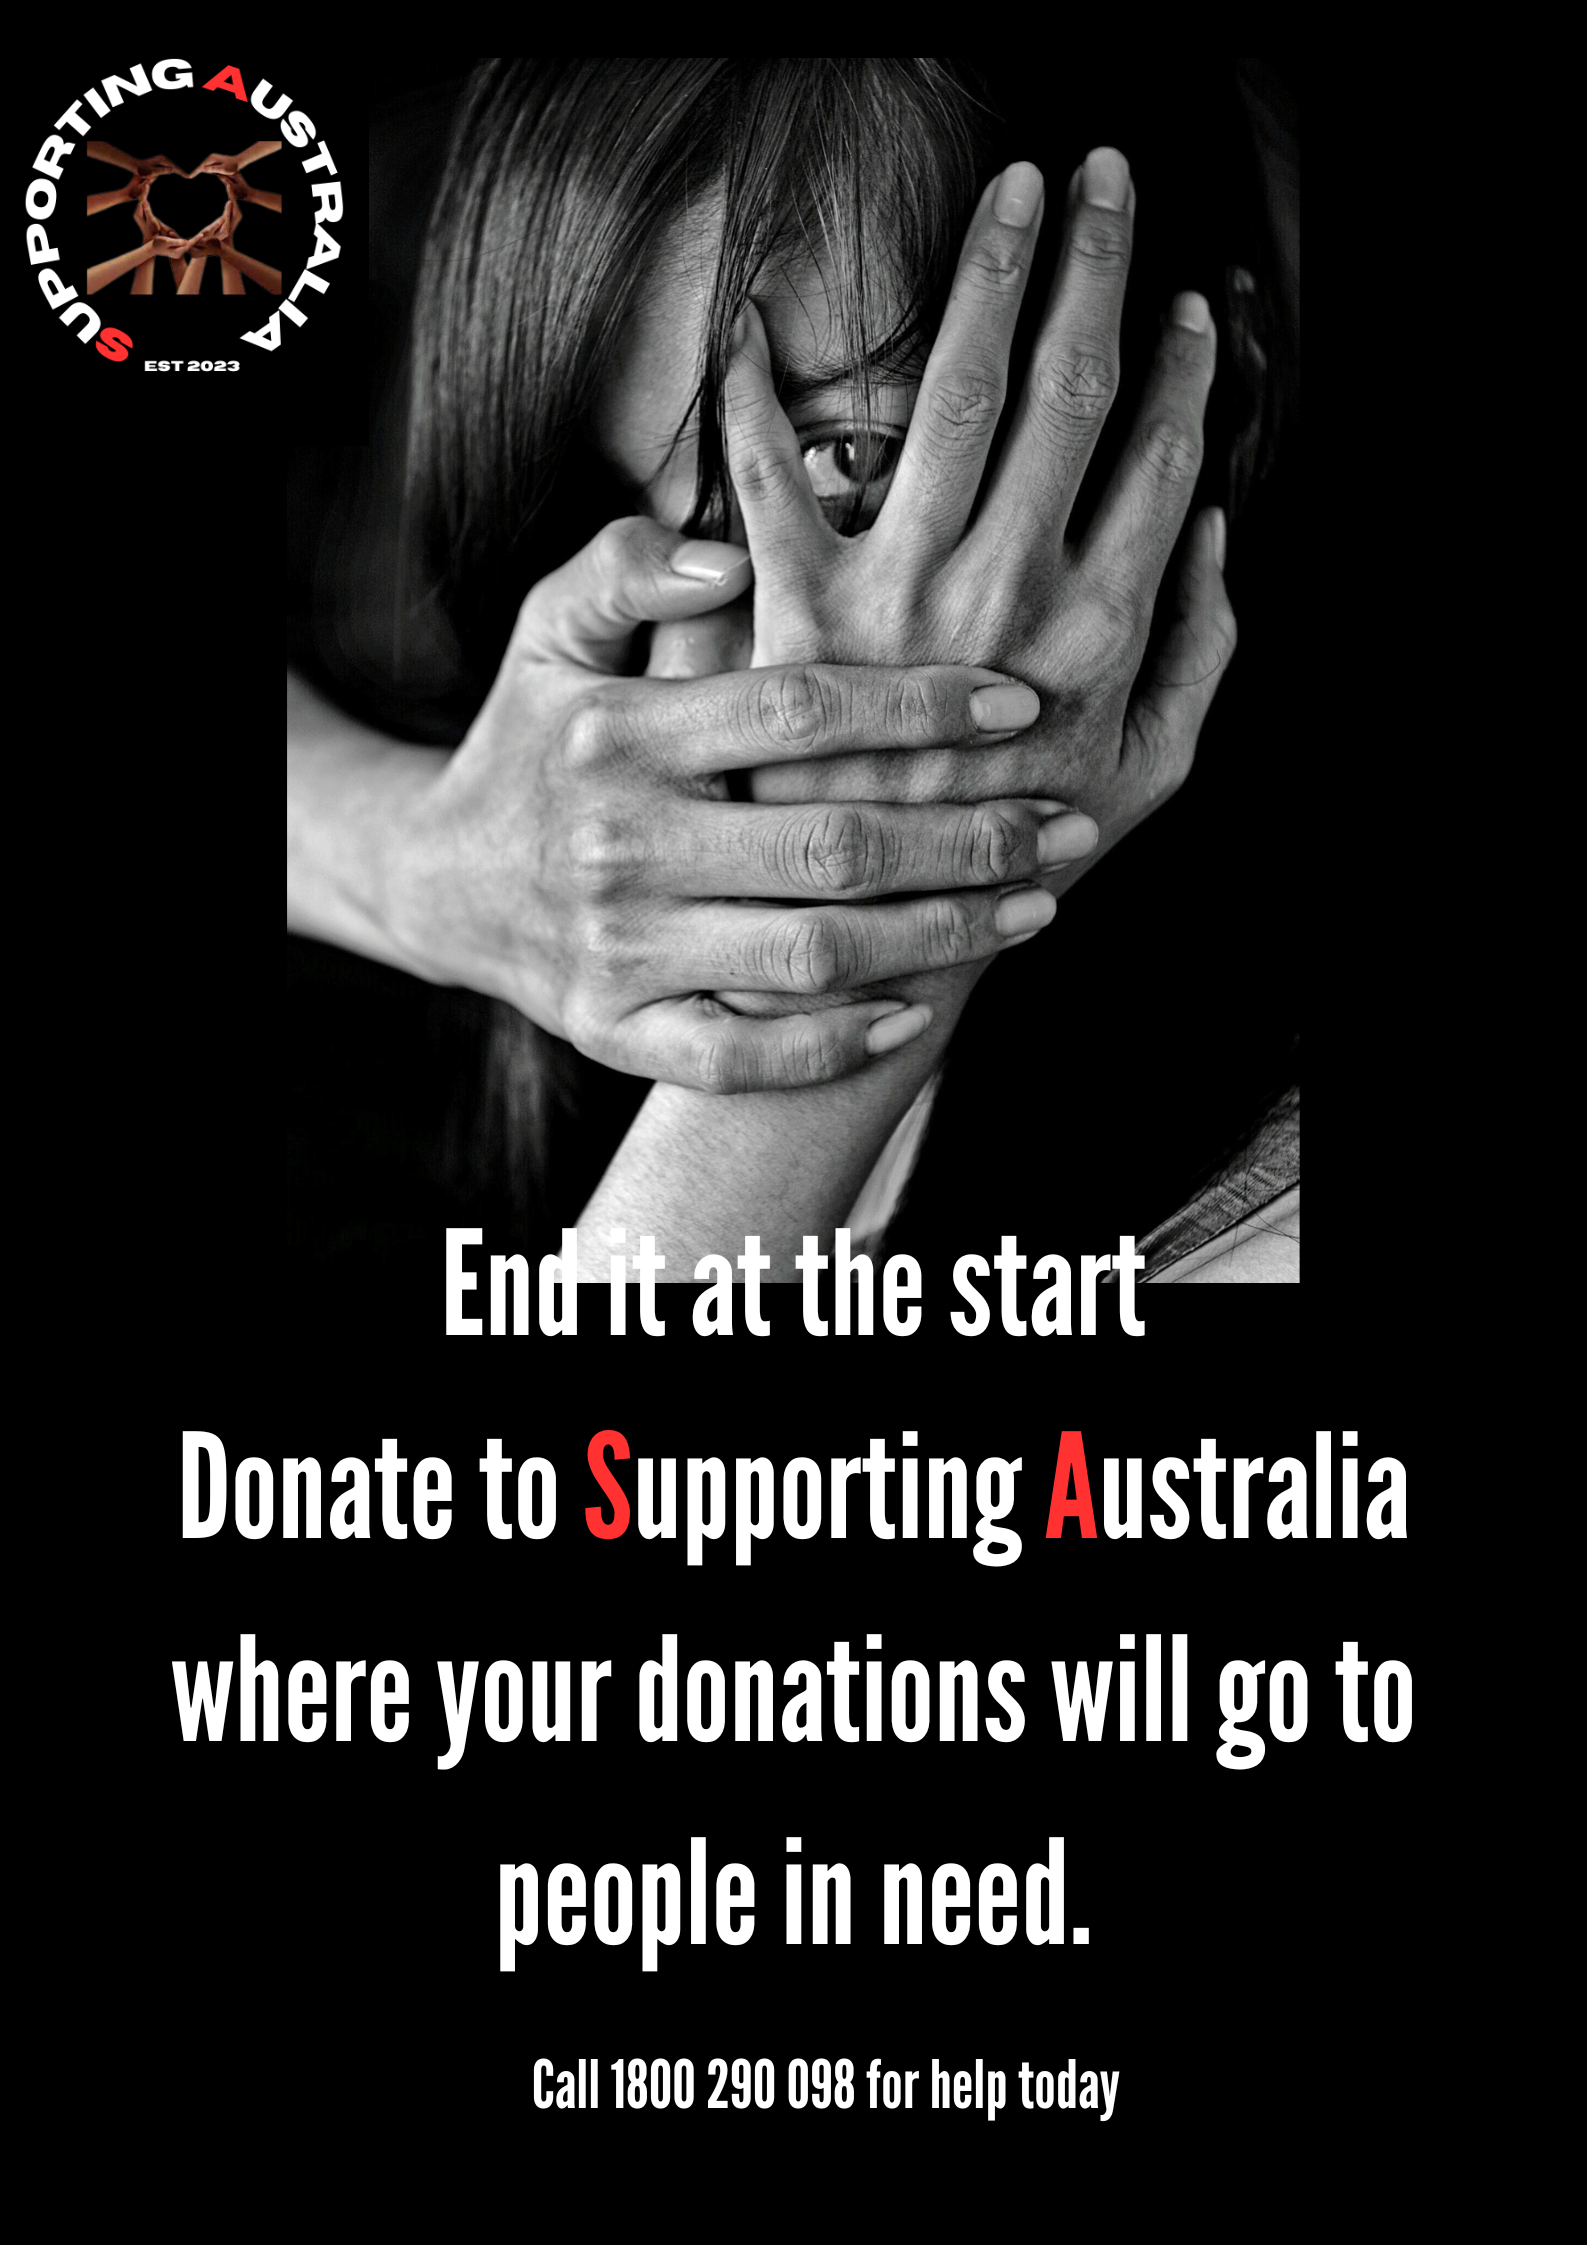 SUPPORTING AUSTRALIA
EST 2023
End it at the start
Donate to Supporting Australia
where your donations will go to
people in need.
Call 1800 290 098 for help today